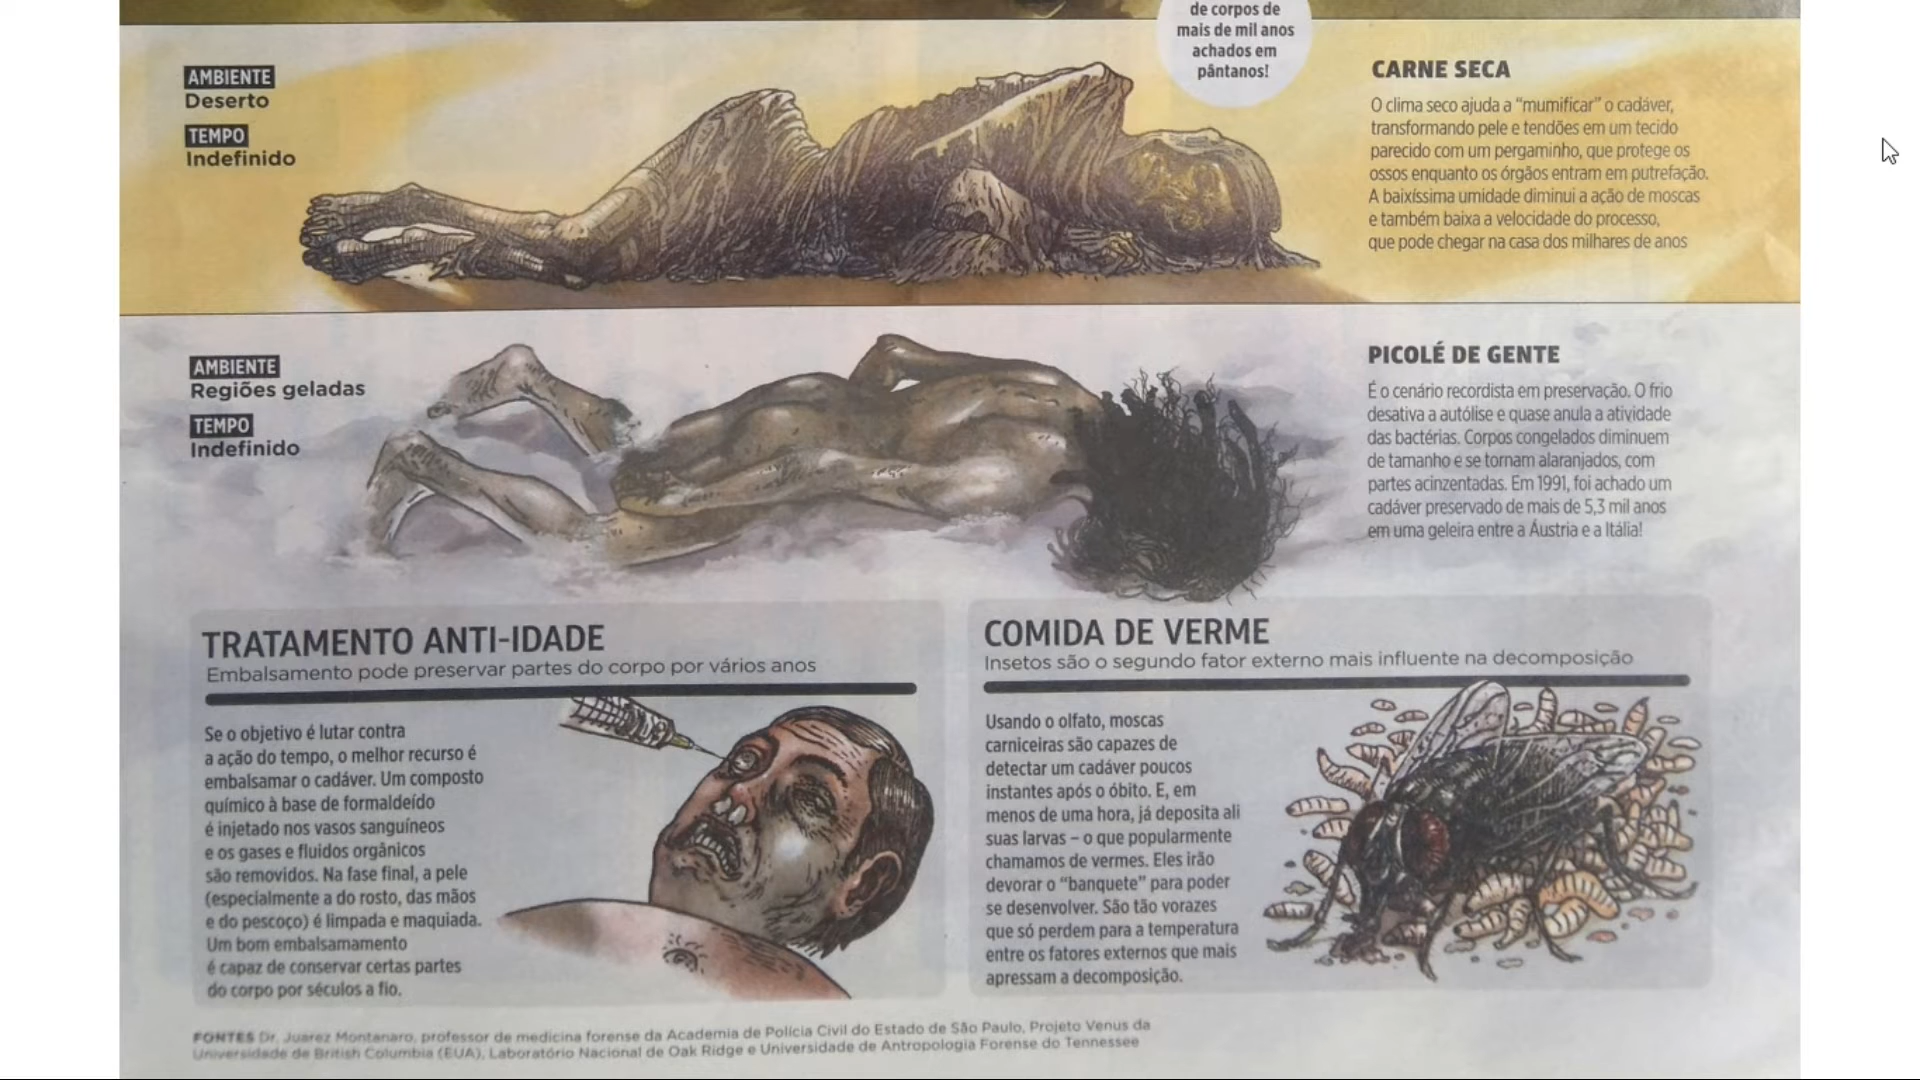 de corpos de
mais de mil anos
achados em
pântanos!
AMBIENTE
Deserto
TEMPO
Indefinido
CARNE SECA
O clima seco ajuda a “mumificar” o cadáver,
transformando pele e tendões em um tecido
parecido com um pergaminho, que protege os
ossos enquanto os órgãos entram em putrefação.
A baixíssima umidade diminui a ação de moscas
e também baixa a velocidade do processo,
que pode chegar na casa dos milhares de anos
AMBIENTE
Regiões geladas
TEMPO
Indefinido
PICOLÉ DE GENTE
É o cenário recordista em preservação. O frio
desativa a autólise e quase anula a atividade
das bactérias. Corpos congelados diminuem
de tamanho e se tornam alaranjados, com
partes acinzentadas. Em 1991, foi achado um
cadáver preservado de mais de 5,3 mil anos
em uma geleira entre a Áustria e a Itália!
TRATAMENTO ANTI-IDADE
Embalsamento pode preservar partes do corpo por vários anos
Se o objetivo é lutar contra
a ação do tempo, o melhor recurso é
embalsamar o cadáver. Um composto
químico à base de formaldeído
é injetado nos vasos sanguíneos
e os gases e fluidos orgânicos
são removidos. Na fase final, a pele
(especialmente a do rosto, das mãos
e do pescoço) é limpada e maquiada.
Um bom embalsamamento
é capaz de conservar certas partes
do corpo por séculos a fio.
COMIDA DE VERME
Insetos são o segundo fator externo mais influente na decomposição
Usando o olfato, moscas
carniceiras são capazes de
detectar um cadáver poucos
instantes após o óbito. E, em
menos de uma hora, já deposita ali
suas larvas – o que popularmente
chamamos de vermes. Eles irão
devorar o “banquete” para poder
se desenvolver. São tão vorazes
que só perdem para a temperatura
entre os fatores externos que mais
apressam a decomposição.
FONTES Dr. Juarez Montanaro, professor de medicina forense da Academia de Polícia Civil do Estado de São Paulo, Projeto Venus da
Universidade de British Columbia (EUA), Laboratório Nacional de Oak Ridge e Universidade de Antropologia Forense do Tennessee